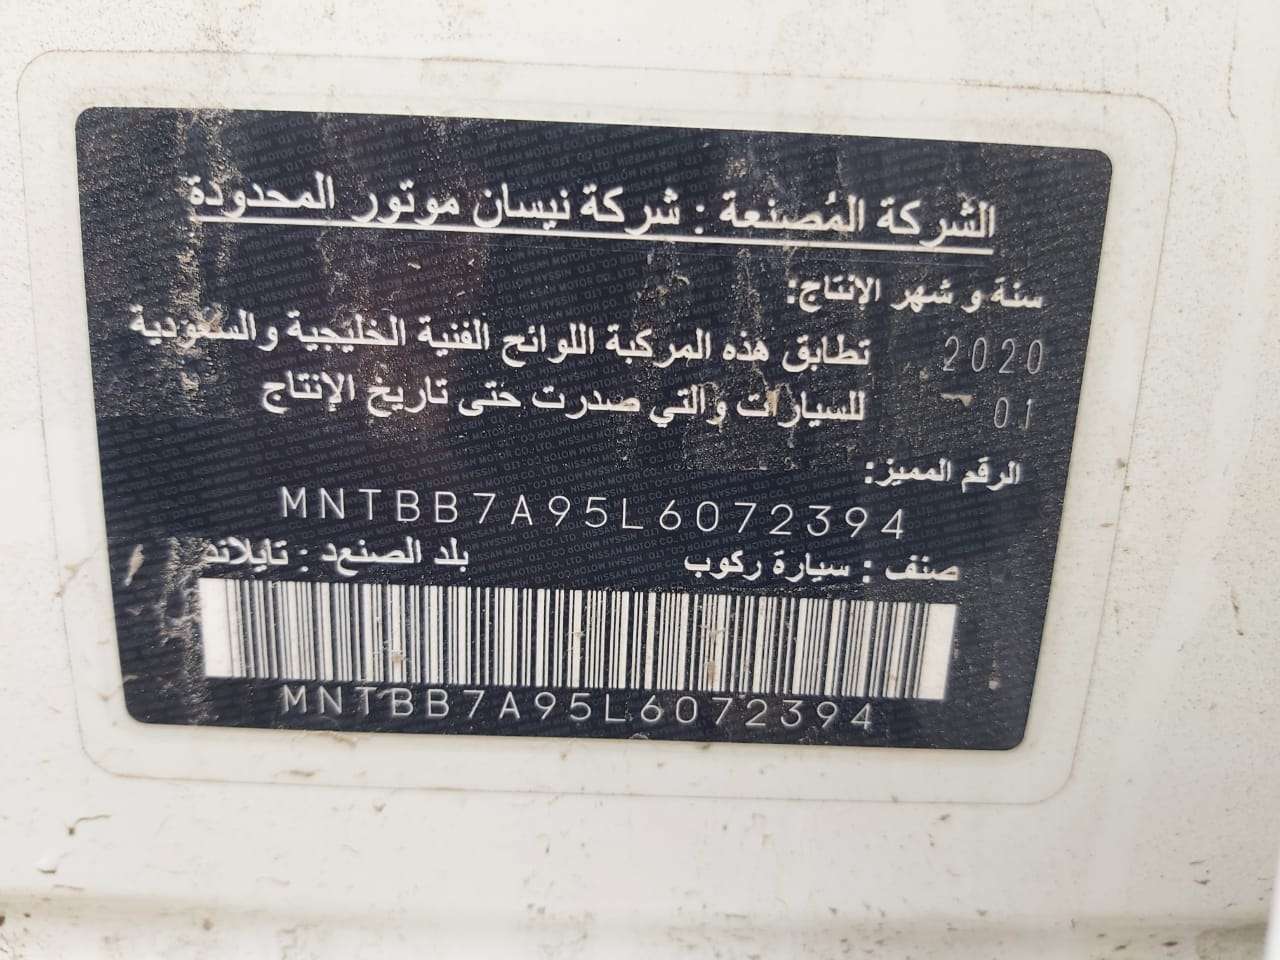 الشركة المُصنعة : شركة نيسان موتور المحدودة
سنة و شهر الانتاج:
2020 تطابق هذه المركبة اللوائح الفنية الخليجية والسعودية
01 للسيارات والتي صدرت حتى تاريخ الإنتاج
الرقم المميز:
MNTBB7A95L6072394
صنف : سيارة ركوب بلد الصنع : تايلاند
MNTBB7A95L6072394